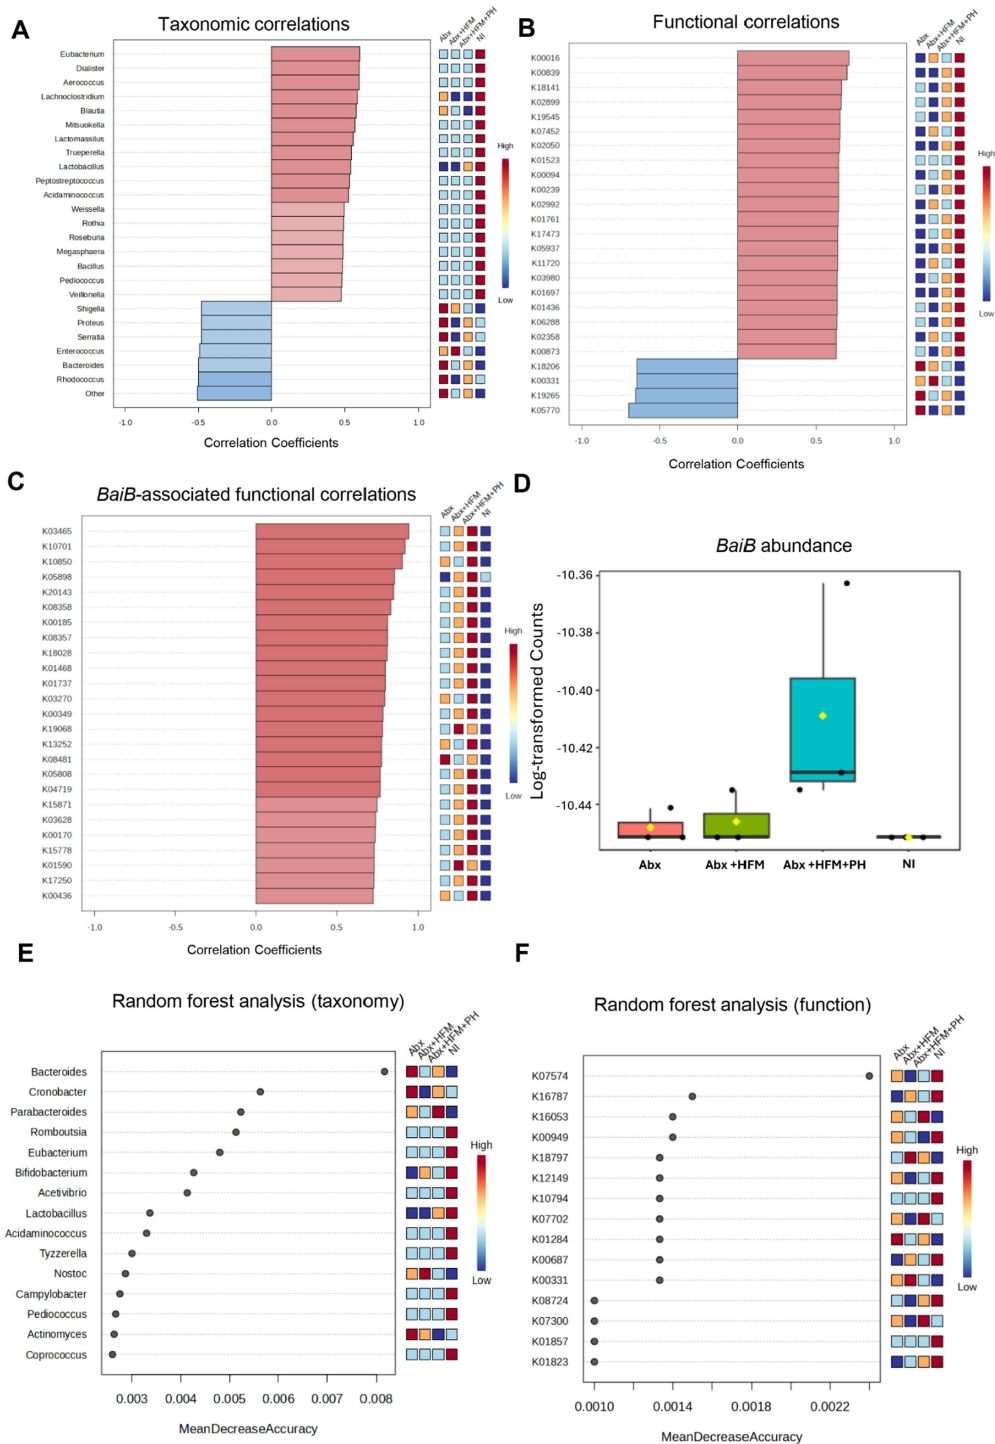 A
Taxonomic correlations
Abx
Abx+HFM
Abx+HFM+PH
NI
Eubacterium
Dialister
Aerococcus
Lachnoclostridium
Blautia
Mitsuokella
Lactomassilus
Trueperella
Lactobacillus
Peptostreptococcus
Acidaminococcus
Weissella
Rothia
Roseburia
Megasphaera
Bacillus
Pediococcus
Veillonella
Shigella
Proteus
Serratia
Enterococcus
Bacteroides
Rhodococcus
Other
High
Low
-1.0 -0.5 0.0 0.5 1.0
Correlation Coefficients
B
Functional correlations
Abx
Abx+HFM
Abx+HFM+PH
NI
K00016
K00839
K18141
K02899
K19545
K07452
K02050
K01523
K00094
K00239
K02992
K01761
K17473
K05937
K11720
K03980
K01697
K01436
K06288
K02358
K00873
K18206
K00331
K19265
K05770
High
Low
-1.0 -0.5 0.0 0.5 1.0
Correlation Coefficients
C
BaiB-associated functional correlations
Abx
Abx+HFM
Abx+HFM+PH
NI
K03465
K10701
K10850
K05898
K20143
K08358
K00185
K08357
K18028
K01468
K01737
K03270
K00349
K19068
K13252
K08481
K05808
K04719
K15871
K03628
K00170
K15778
K01590
K17250
K00436
High
Low
-1.0 -0.5 0.0 0.5 1.0
Correlation Coefficients
D
BaiB abundance
Log-transformed Counts
-10.36
-10.38
-10.40
-10.42
-10.44
Abx Abx +HFM Abx +HFM+PH NI
E
Random forest analysis (taxonomy)
Abx
Abx+HFM
Abx+HFM+PH
NI
Bacteroides
Cronobacter
Parabacteroides
Romboutsia
Eubacterium
Bifidobacterium
Acetivibrio
Lactobacillus
Acidaminococcus
Tyzzerella
Nostoc
Campylobacter
Pediococcus
Actinomyces
Coprococcus
High
Low
0.003 0.004 0.005 0.006 0.007 0.008
MeanDecreaseAccuracy
F
Random forest analysis (function)
Abx
Abx+HFM
Abx+HFM+PH
NI
K07574
K16787
K16053
K00949
K18797
K12149
K10794
K07702
K01284
K00687
K00331
K08724
K07300
K01857
K01823
High
Low
0.0010 0.0014 0.0018 0.0022
MeanDecreaseAccuracy